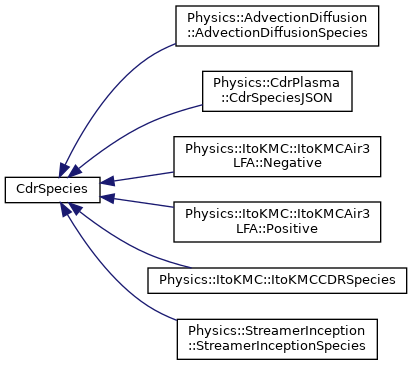 Physics::AdvectionDiffusion
::AdvectionDiffusionSpecies
Physics::CdrPlasma
::CdrSpeciesJSON
Physics::ItoKMC::ItoKMCAir3
LFA::Negative
CdrSpecies
Physics::ItoKMC::ItoKMCAir3
LFA::Positive
Physics::ItoKMC::ItoKMCCDRSpecies
Physics::StreamerInception
::StreamerInceptionSpecies